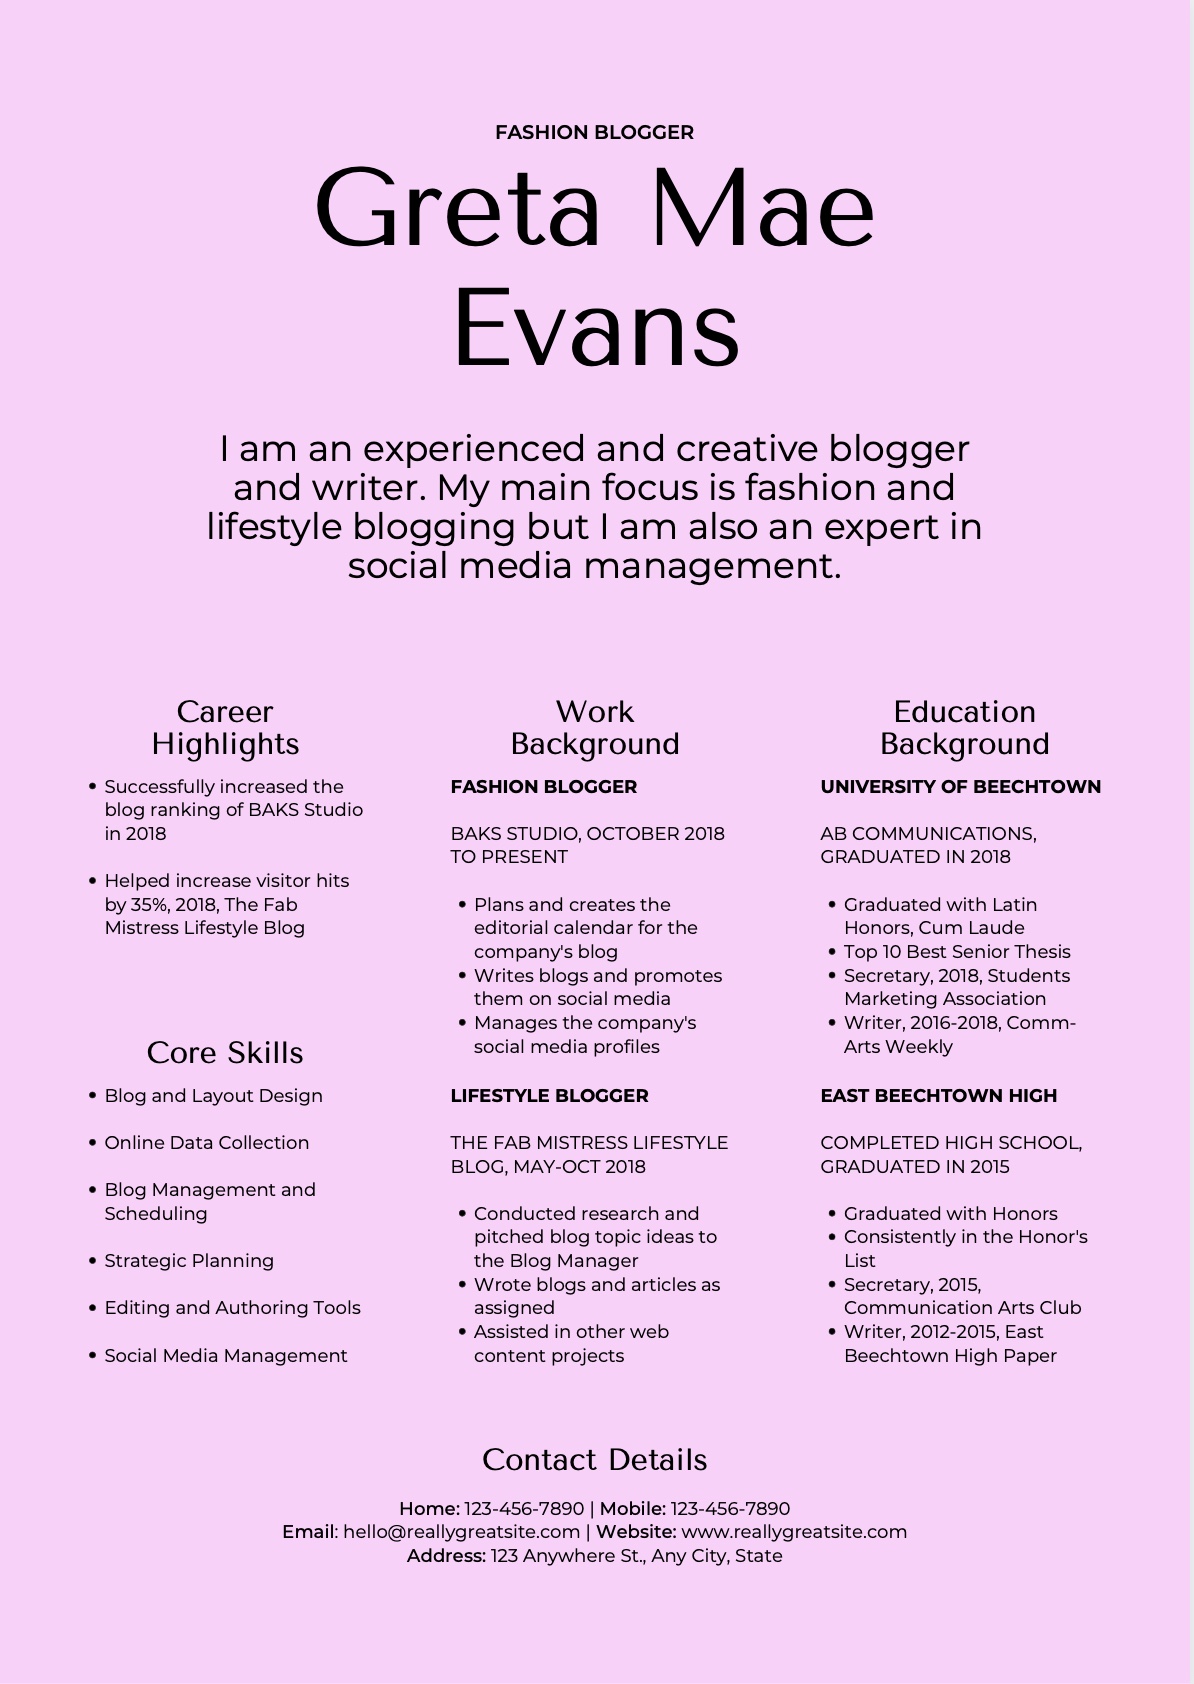 FASHION BLOGGER
Greta Mae
Evans
I am an experienced and creative blogger
and writer. My main focus is fashion and
lifestyle blogging but I am also an expert in
social media management.
Career
Highlights
• Successfully increased the
blog ranking of BAKS Studio
in 2018
• Helped increase visitor hits
by 35%, 2018, The Fab
Mistress Lifestyle Blog
Core Skills
• Blog and Layout Design
• Online Data Collection
• Blog Management and
Scheduling
• Strategic Planning
• Editing and Authoring Tools
• Social Media Management
Work
Background
FASHION BLOGGER
BAKS STUDIO, OCTOBER 2018
TO PRESENT
• Plans and creates the
editorial calendar for the
company's blog
• Writes blogs and promotes
them on social media
• Manages the company's
social media profiles
LIFESTYLE BLOGGER
THE FAB MISTRESS LIFESTYLE
BLOG, MAY-OCT 2018
• Conducted research and
pitched blog topic ideas to
the Blog Manager
• Wrote blogs and articles as
assigned
• Assisted in other web
content projects
Education
Background
UNIVERSITY OF BEECHTOWN
AB COMMUNICATIONS,
GRADUATED IN 2018
• Graduated with Latin
Honors, Cum Laude
• Top 10 Best Senior Thesis
• Secretary, 2018, Students
Marketing Association
• Writer, 2016-2018, Comm-
Arts Weekly
EAST BEECHTOWN HIGH
COMPLETED HIGH SCHOOL,
GRADUATED IN 2015
• Graduated with Honors
• Consistently in the Honor's
List
• Secretary, 2015,
Communication Arts Club
• Writer, 2012-2015, East
Beechtown High Paper
Contact Details
Home: 123-456-7890 | Mobile: 123-456-7890
Email: hello@reallygreatsite.com | Website: www.reallygreatsite.com
Address: 123 Anywhere St., Any City, State